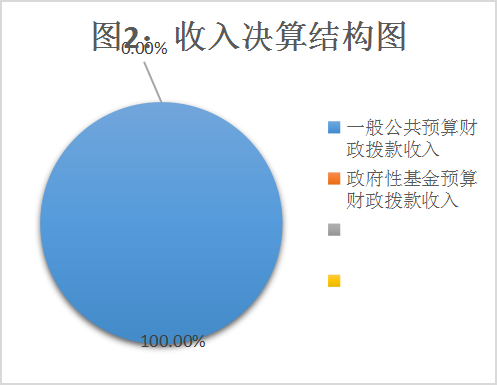 图2：收入决算结构图
0.00%
一般公共预算财
政拨款收入
政府性基金预算
财政拨款收入
100.00%